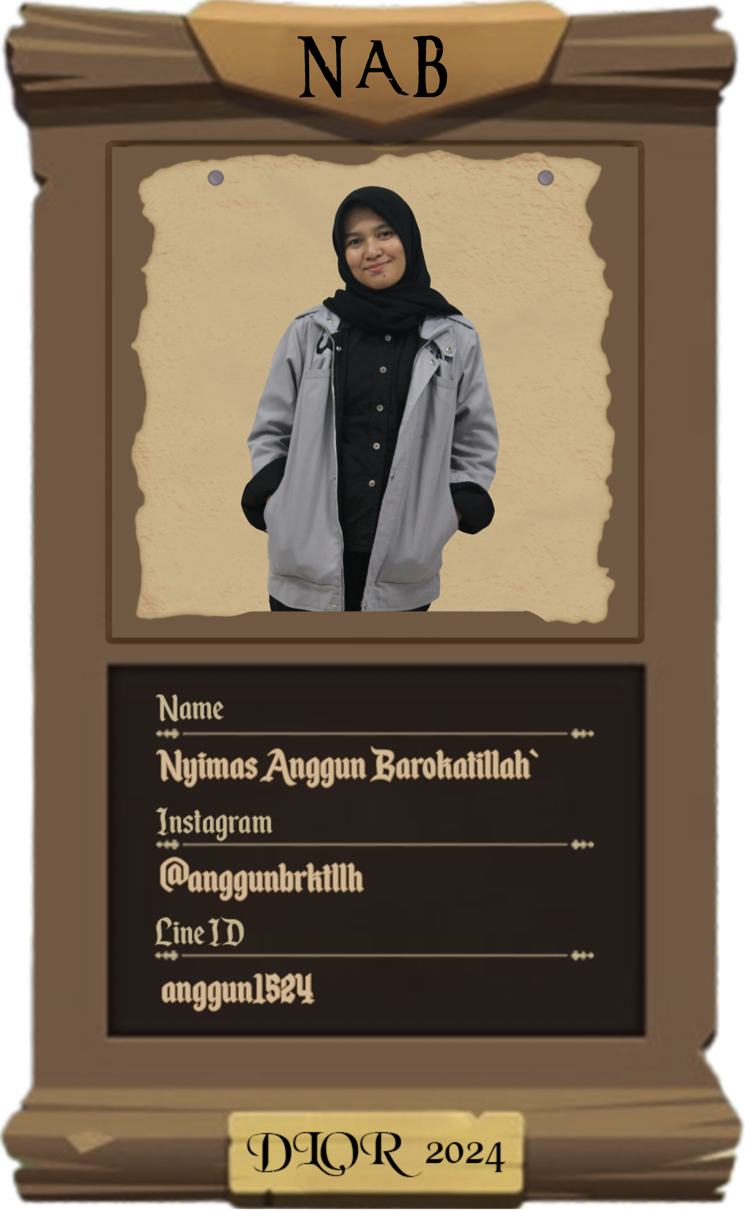 NAB
Name
Nyimas Anggun Barokatillah`
Instagram
@anggunbrktllh
Line ID
anggun1524
DLOR 2024